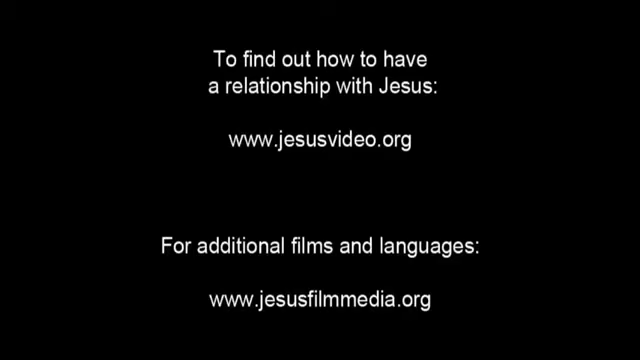 To find out how to have
a relationship with Jesus:
www.jesusvideo.org
For additional films and languages:
www.jesusfilmmedia.org